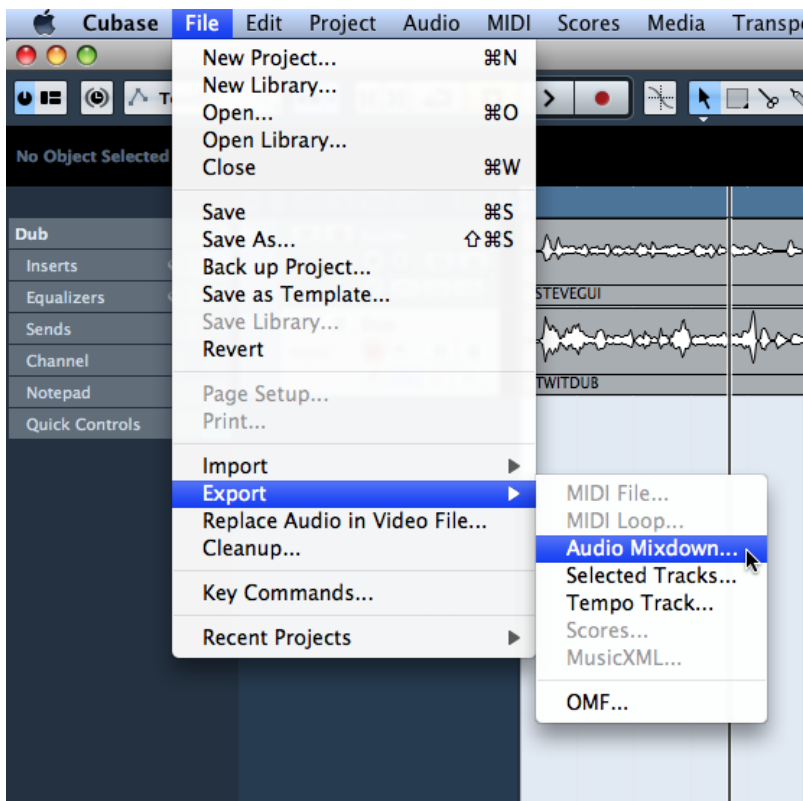 Cubase File Edit Project Audio MIDI Scores Media Transpo
New Project... ⌘N
New Library...
Open... ⌘O
Open Library...
Close ⌘W
Save ⌘S
Save As... ⇧⌘S
Back up Project...
Save as Template...
Save Library...
Revert
Page Setup...
Print...
Import
Export
Replace Audio in Video File...
Cleanup...
Key Commands...
Recent Projects
MIDI File...
MIDI Loop...
Audio Mixdown...
Selected Tracks...
Tempo Track...
Scores...
MusicXML...
OMF...
No Object Selected
Dub
Inserts
Equalizers
Sends
Channel
Notepad
Quick Controls
STEVEGUI
TWITDUB